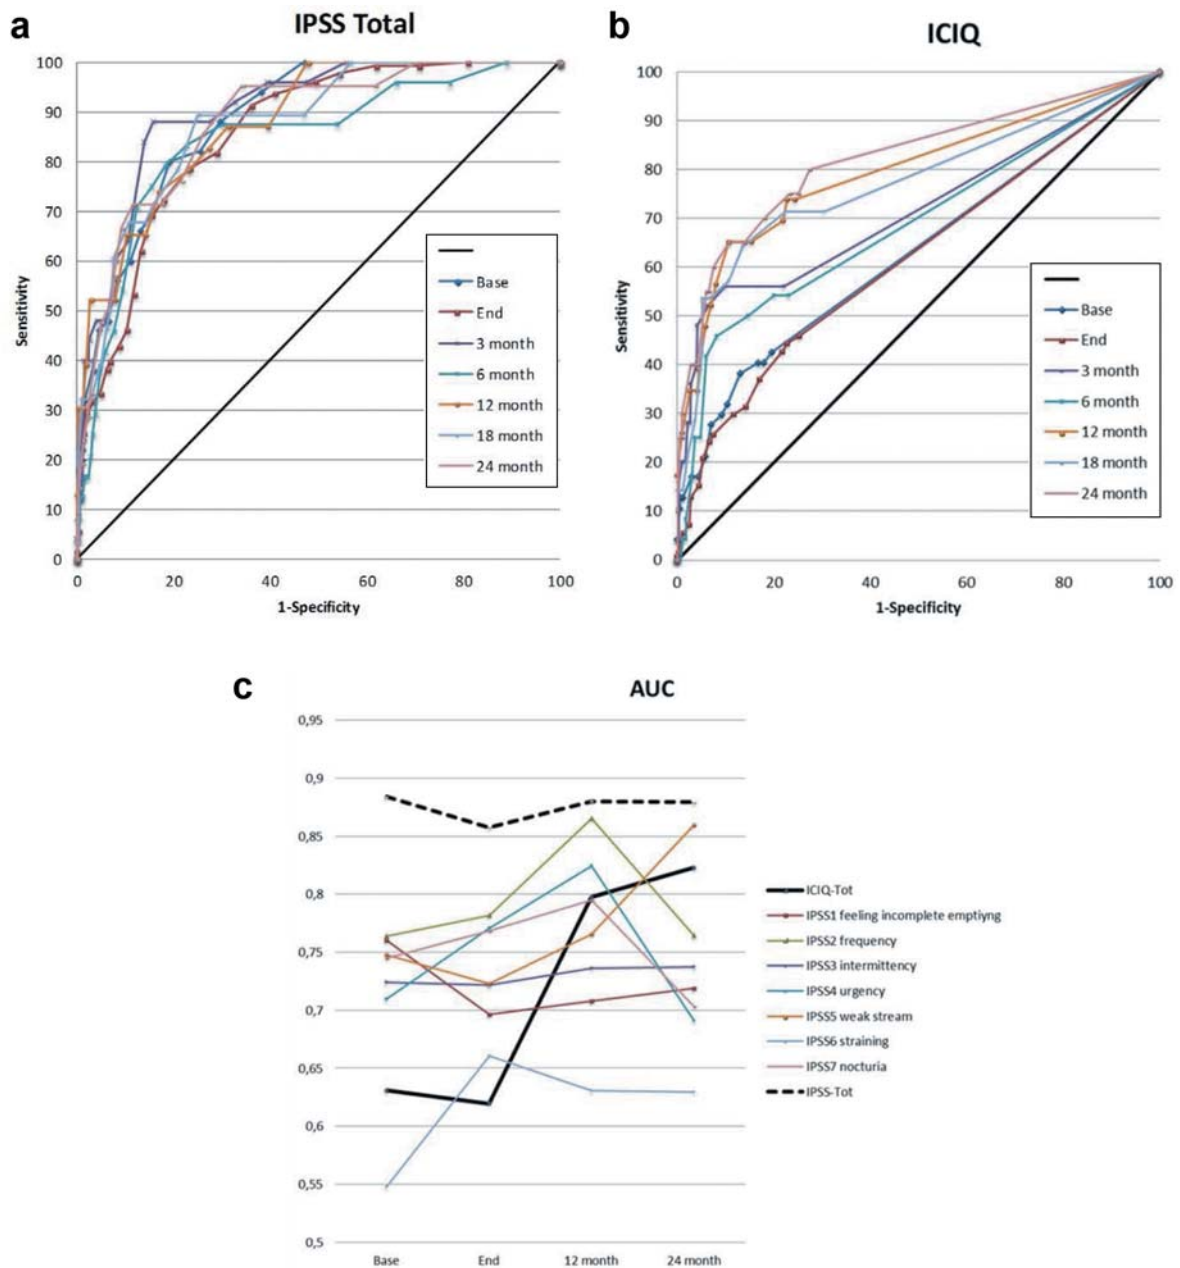 a
IPSS Total
100
90
80
70
60
50
40
30
20
10
0
Sensitivity
0 20 40 60 80 100
1-Specificity
Base
End
3 month
6 month
12 month
18 month
24 month
b
ICIQ
100
90
80
70
60
50
40
30
20
10
0
Sensitivity
0 20 40 60 80 100
1-Specificity
Base
End
3 month
6 month
12 month
18 month
24 month
c
AUC
0,95
0,9
0,85
0,8
0,75
0,7
0,65
0,6
0,55
0,5
Base End 12 month 24 month
ICIQ-Tot
IPSS1 feeling incomplete emptiyng
IPSS2 frequency
IPSS3 intermittency
IPSS4 urgency
IPSS5 weak stream
IPSS6 straining
IPSS7 nocturia
IPSS-Tot